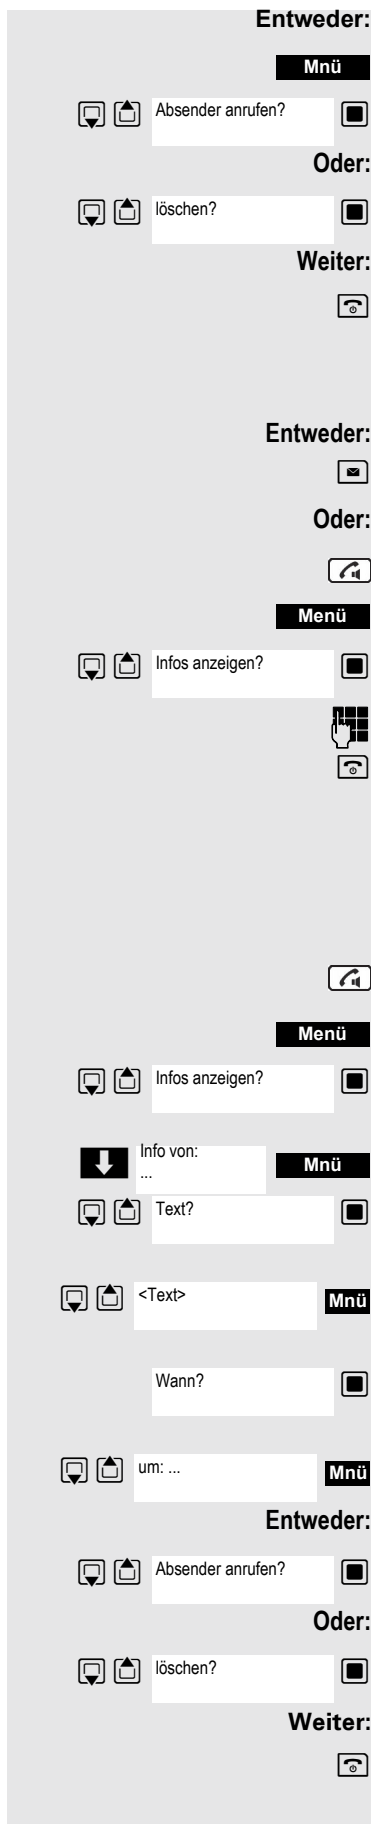 Entweder:
Mnü
Absender anrufen?
Oder:
löschen?
Weiter:
Entweder:
Oder:
Menü
Infos anzeigen?
Menü
Infos anzeigen?
Info von:
...
Mnü
Text?
<Text>
Mnü
Wann?
um: ...
Mnü
Entweder:
Absender anrufen?
Oder:
löschen?
Weiter: